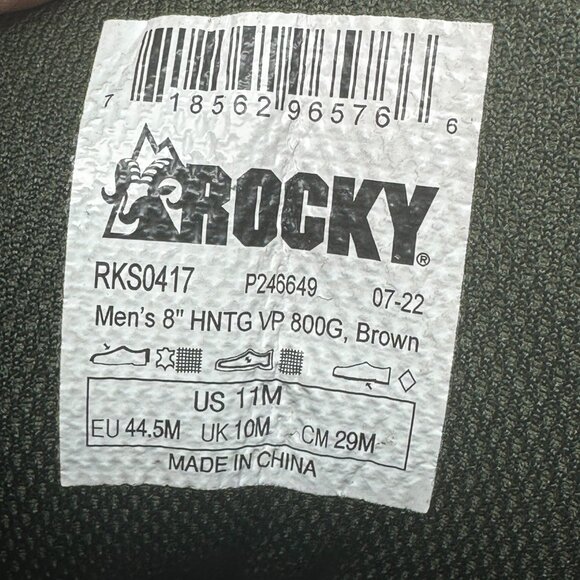 7 18562 96576 6
ROCKY®
RKS0417 P246649 07-22
Men's 8" HNTG VP 800G, Brown
US 11M
EU 44.5M UK 10M CM 29M
MADE IN CHINA